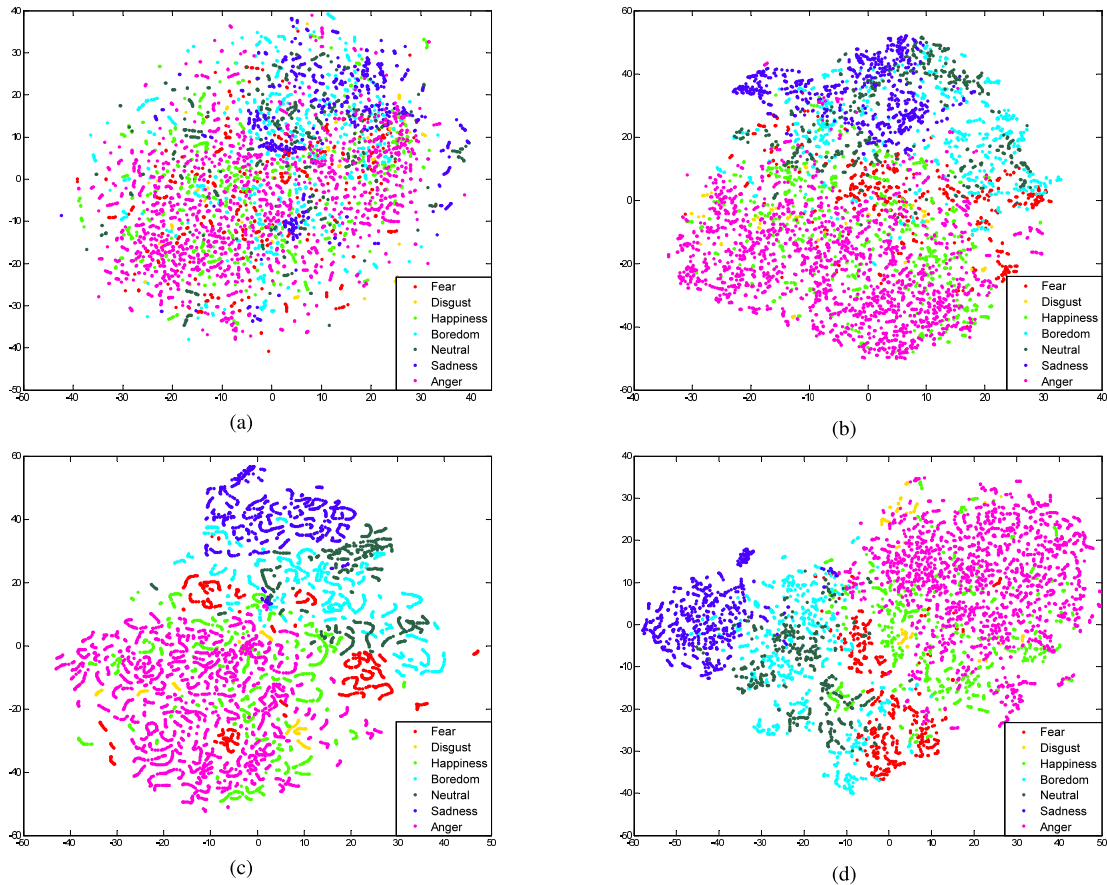 40
30
20
10
0
-10
-20
-30
-40
-50
-50 -40 -30 -20 -10 0 10 20 30 40
Fear
Disgust
Happiness
Boredom
Neutral
Sadness
Anger
(a)
60
40
20
0
-20
-40
-60
-40 -30 -20 -10 0 10 20 30 40
Fear
Disgust
Happiness
Boredom
Neutral
Sadness
Anger
(b)
60
40
20
0
-20
-40
-60
-50 -40 -30 -20 -10 0 10 20 30 40 50
Fear
Disgust
Happiness
Boredom
Neutral
Sadness
Anger
(c)
40
30
20
10
0
-10
-20
-30
-40
-50
-60 -50 -40 -30 -20 -10 0 10 20 30 40 50
Fear
Disgust
Happiness
Boredom
Neutral
Sadness
Anger
(d)